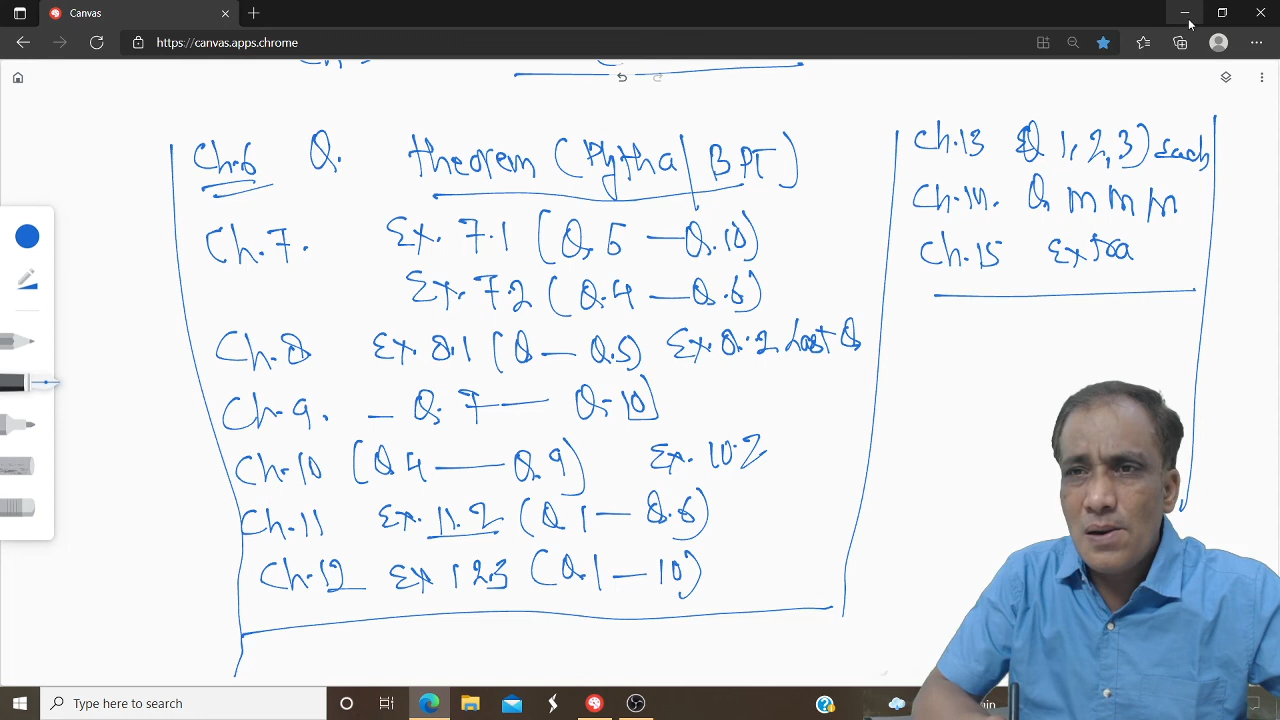 Canvas
https://canvas.apps.chrome
Ch.6 Q. theorem (Pytha/BPT)
Ch.7. Ex. 7.1 (Q.5 — Q.10)
Ex. 7.2 (Q.4 — Q.6)
Ch.8 Ex. 8.1 (Q — Q.5) Ex. 8.2 Last Q
Ch.9. – Q. 7 — Q.10
Ch.10 (Q.4 — Q.9) Ex. 10.2
Ch.11 Ex. 11.2 (Q.1 — Q.6)
Ch.12 Ex 12.3 (Q.1 — 10)
Ch.13 Q 1, 2, 3) each
Ch.14. Q. m m m
Ch.15 Extra
Type here to search